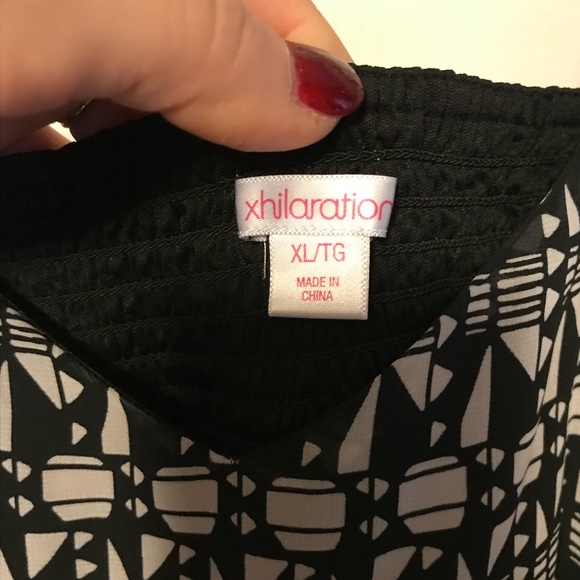 xhilaration
XL/TG
MADE IN
CHINA